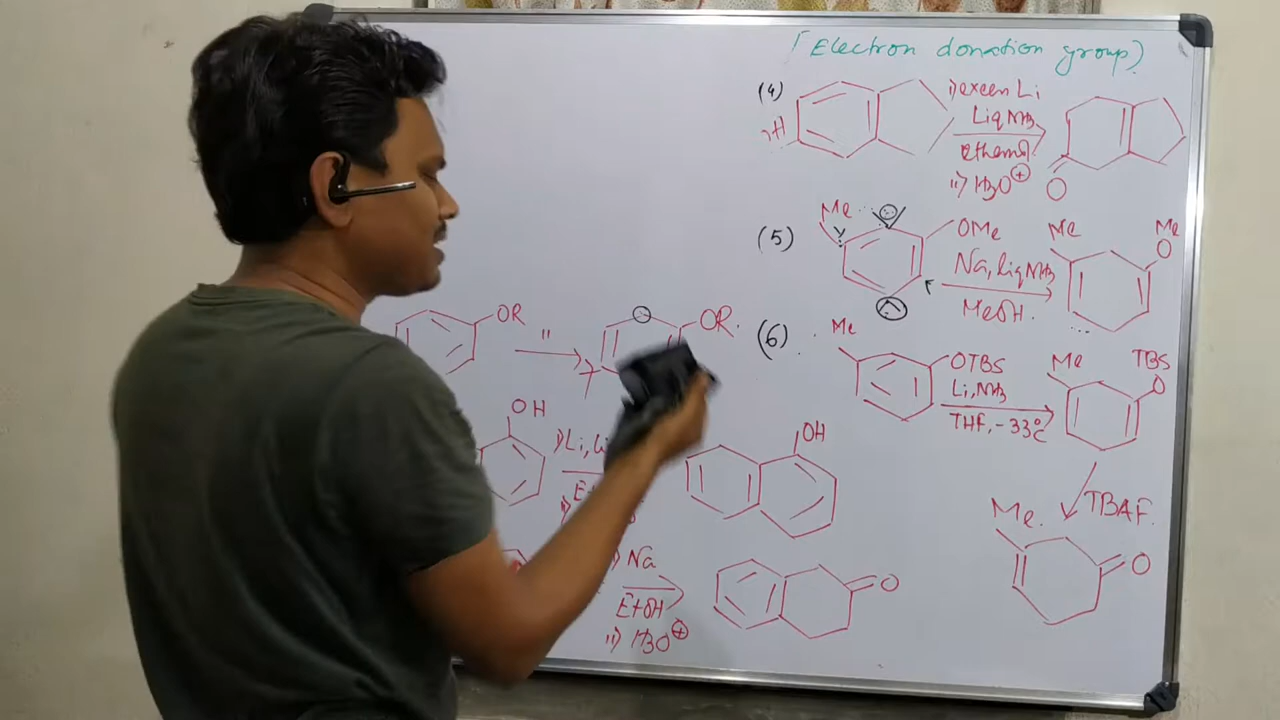 (Electron donation group)
(4)
i) excen Li
Liq NH3
ethanol
ii) H3O⊕
O
(5)
Me
OMe
Na, liq NH3
MeOH.
Me
Me
O
OR
"
OR.
(6)
Me
OTBS
Li, NH3
THF, -33°C
Me
TBS
O
OH
i) Li,
OH
TBAF.
Me.
O
i) Na
EtOH
ii) H3O⊕
O